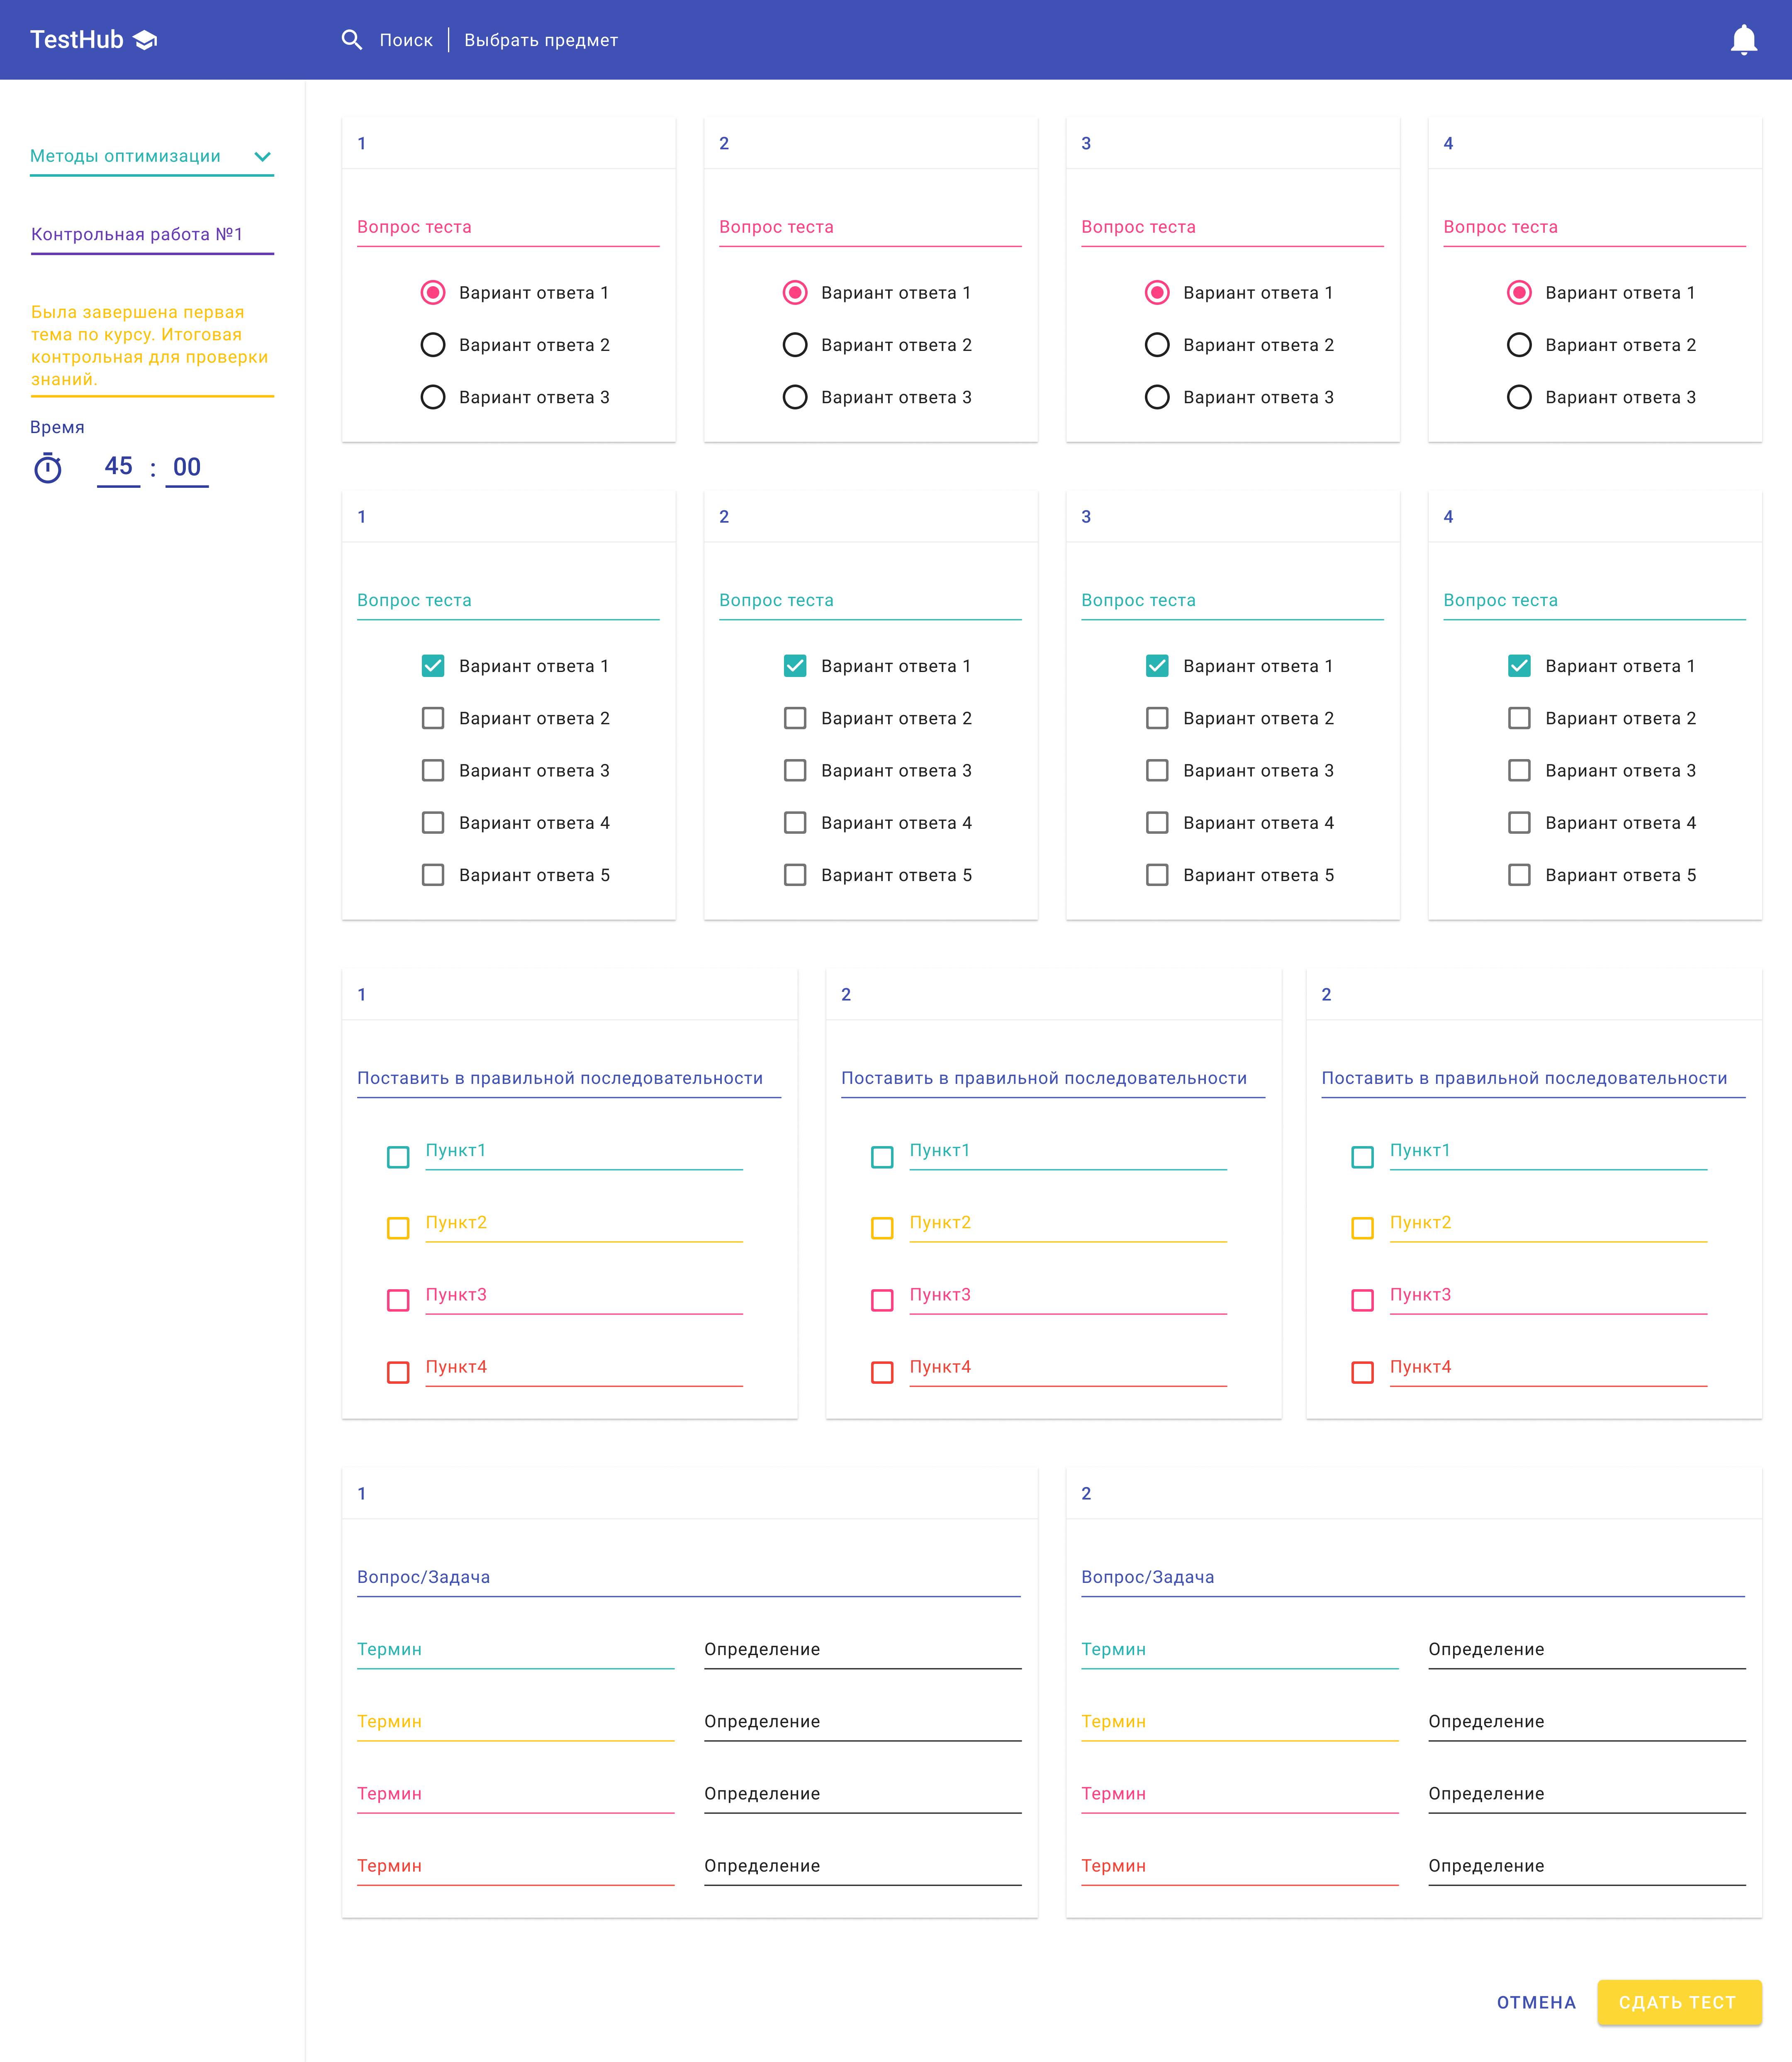 TestHub
Поиск
Выбрать предмет
Методы оптимизации
Контрольная работа №1
Была завершена первая
тема по курсу. Итоговая
контрольная для проверки
знаний.
Время
45 : 00
1
Вопрос теста
Вариант ответа 1
Вариант ответа 2
Вариант ответа 3
2
Вопрос теста
Вариант ответа 1
Вариант ответа 2
Вариант ответа 3
3
Вопрос теста
Вариант ответа 1
Вариант ответа 2
Вариант ответа 3
4
Вопрос теста
Вариант ответа 1
Вариант ответа 2
Вариант ответа 3
1
Вопрос теста
Вариант ответа 1
Вариант ответа 2
Вариант ответа 3
Вариант ответа 4
Вариант ответа 5
2
Вопрос теста
Вариант ответа 1
Вариант ответа 2
Вариант ответа 3
Вариант ответа 4
Вариант ответа 5
3
Вопрос теста
Вариант ответа 1
Вариант ответа 2
Вариант ответа 3
Вариант ответа 4
Вариант ответа 5
4
Вопрос теста
Вариант ответа 1
Вариант ответа 2
Вариант ответа 3
Вариант ответа 4
Вариант ответа 5
1
Поставить в правильной последовательности
Пункт1
Пункт2
Пункт3
Пункт4
2
Поставить в правильной последовательности
Пункт1
Пункт2
Пункт3
Пункт4
2
Поставить в правильной последовательности
Пункт1
Пункт2
Пункт3
Пункт4
1
Вопрос/Задача
Термин Определение
Термин Определение
Термин Определение
Термин Определение
2
Вопрос/Задача
Термин Определение
Термин Определение
Термин Определение
Термин Определение
ОТМЕНА
СДАТЬ ТЕСТ